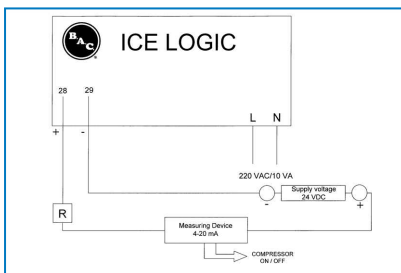 BAC
®
ICE LOGIC
28
29
L
N
+
-
220 VAC/10 VA
Supply voltage
24 VDC
-
+
R
Measuring Device
4-20 mA
COMPRESSOR
ON / OFF